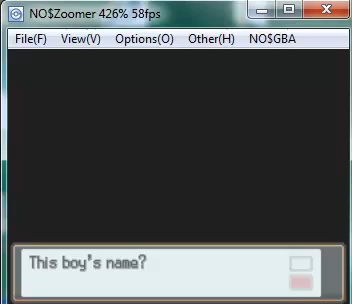 NO$Zoomer 426% 58fps
File(F) View(V) Options(O) Other(H) NO$GBA
This boy's name?